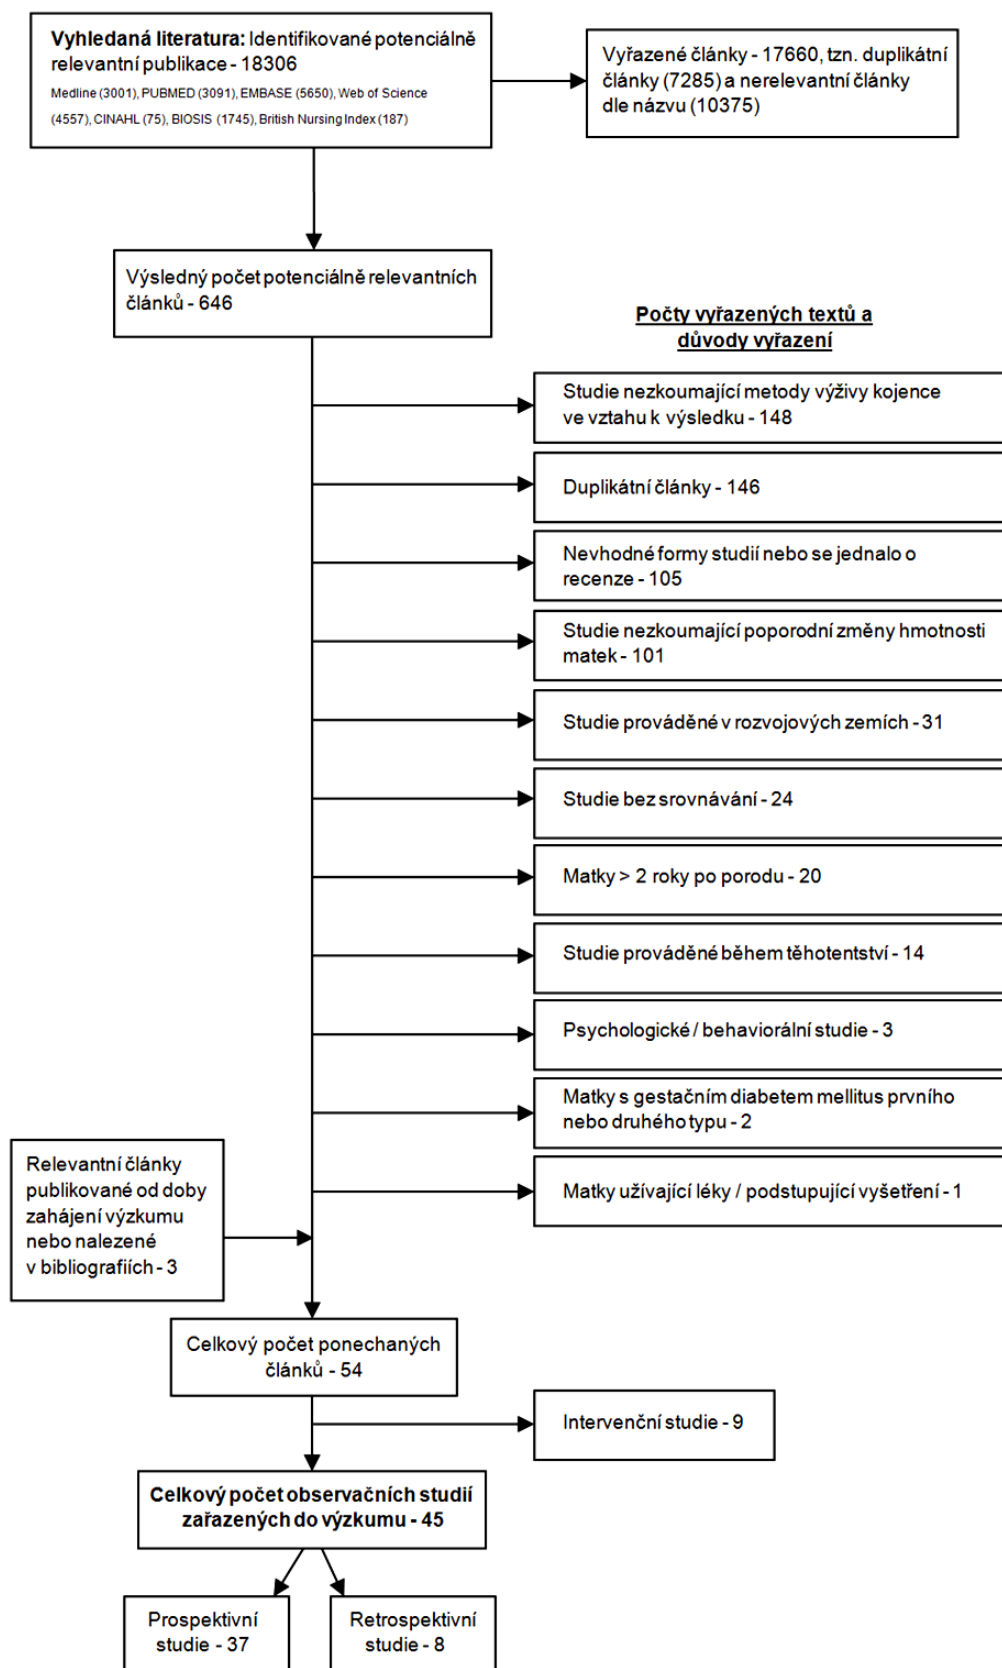 Vyhledaná literatura: Identifikované potenciálně
relevantní publikace - 18306
Medline (3001), PUBMED (3091), EMBASE (5650), Web of Science
(4557), CINAHL (75), BIOSIS (1745), British Nursing Index (187)
Vyřazené články - 17660, tzn. duplikátní
články (7285) a nerelevantní články
dle názvu (10375)
Výsledný počet potenciálně relevantních
článků - 646
Počty vyřazených textů a
důvody vyřazení
Studie nezkoumající metody výživy kojence
ve vztahu k výsledku - 148
Duplikátní články - 146
Nevhodné formy studií nebo se jednalo o
recenze - 105
Studie nezkoumající poporodní změny hmotnosti
matek - 101
Studie prováděné v rozvojových zemích - 31
Studie bez srovnávání - 24
Matky > 2 roky po porodu - 20
Studie prováděné během těhotentství - 14
Psychologické / behaviorální studie - 3
Matky s gestačním diabetem mellitus prvního
nebo druhého typu - 2
Matky užívající léky / podstupující vyšetření - 1
Relevantní články
publikované od doby
zahájení výzkumu
nebo nalezené
v bibliografiích - 3
Celkový počet ponechaných
článků - 54
Intervenční studie - 9
Celkový počet observačních studií
zařazených do výzkumu - 45
Prospektivní
studie - 37
Retrospektivní
studie - 8